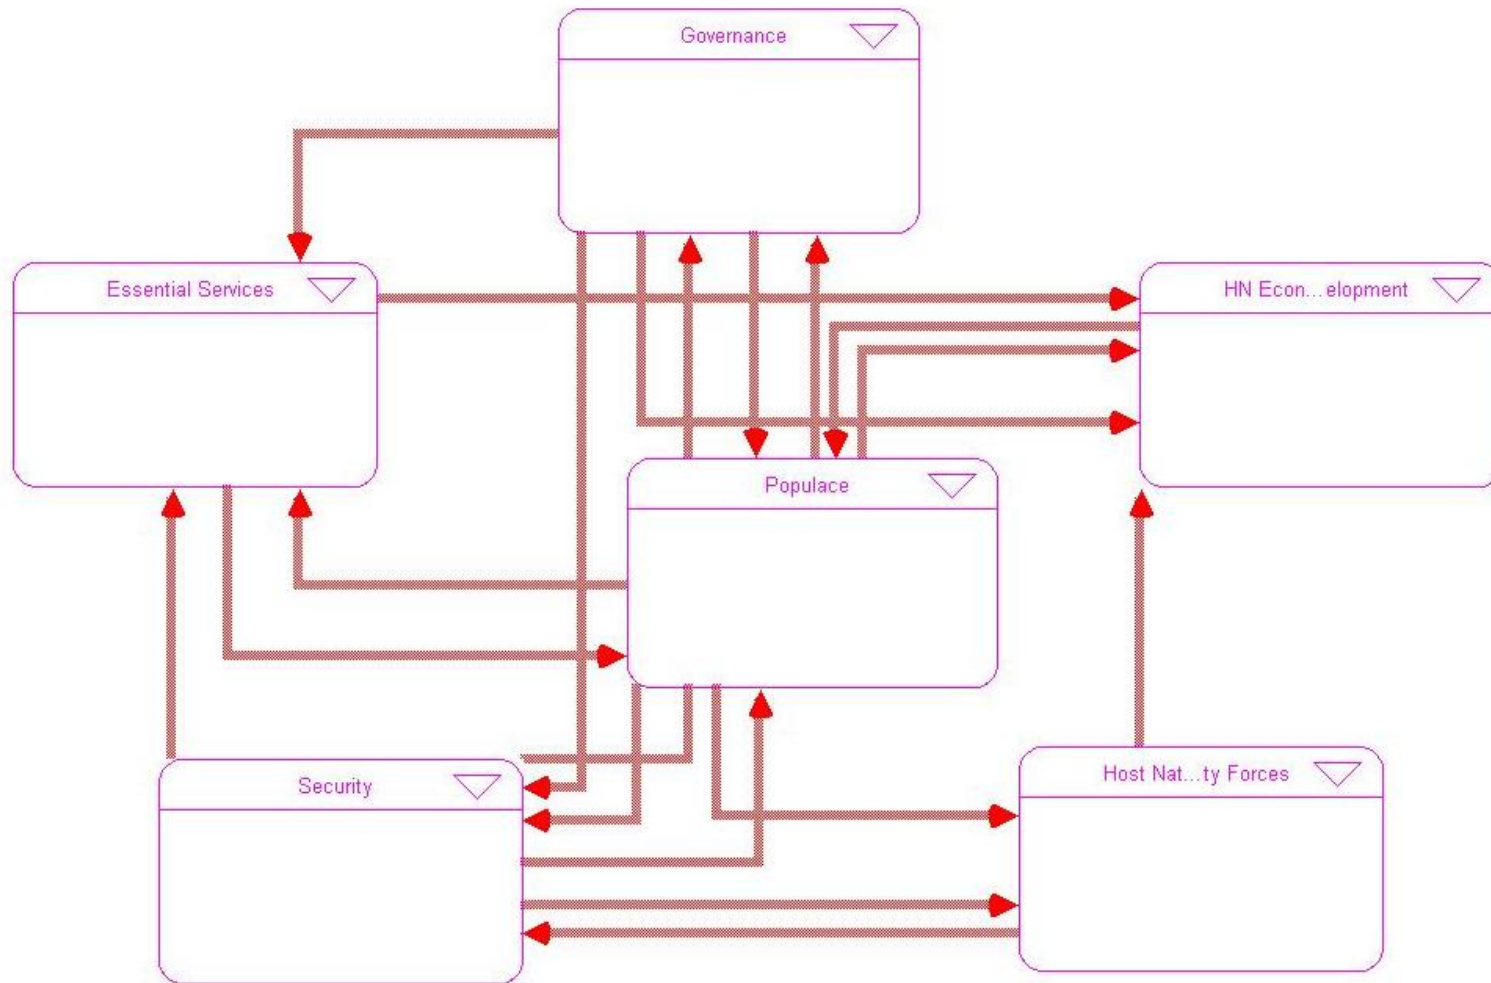 Governance
Essential Services
HN Econ...elopment
Populace
Security
Host Nat...ty Forces